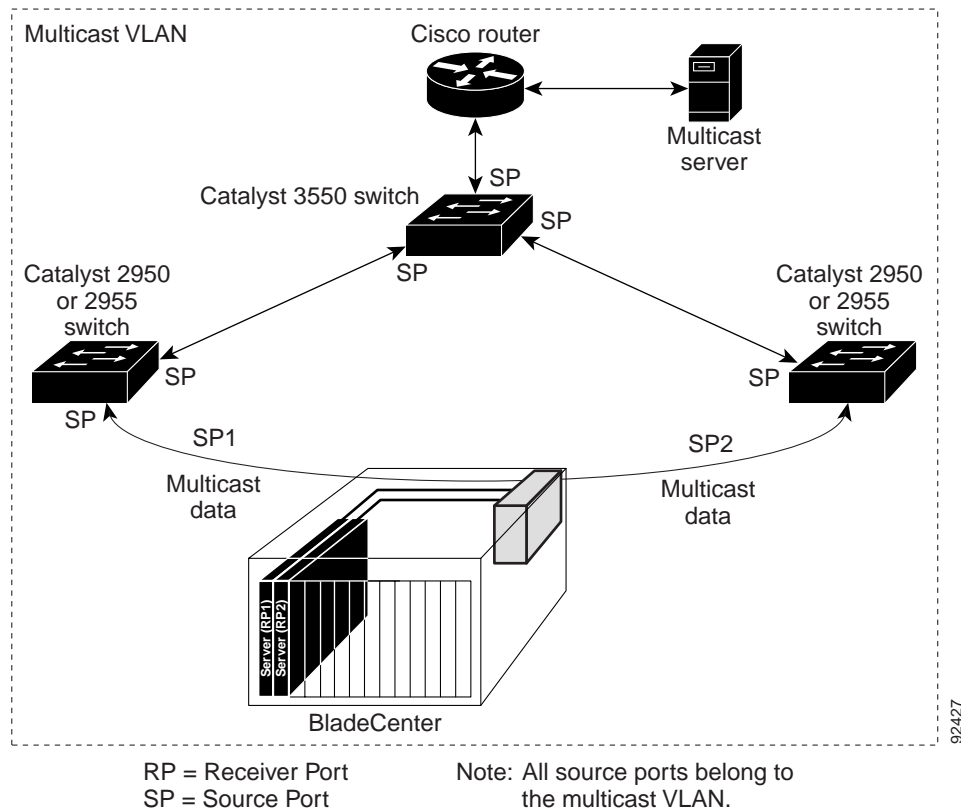 Multicast VLAN
Cisco router
Multicast
server
SP
Catalyst 3550 switch
SP
SP
Catalyst 2950
or 2955
switch
Catalyst 2950
or 2955
switch
SP
SP
SP
SP1
SP2
Multicast
data
Multicast
data
Server (RP1)
Server (RP2)
BladeCenter
92427
RP = Receiver Port
SP = Source Port
Note: All source ports belong to
the multicast VLAN.